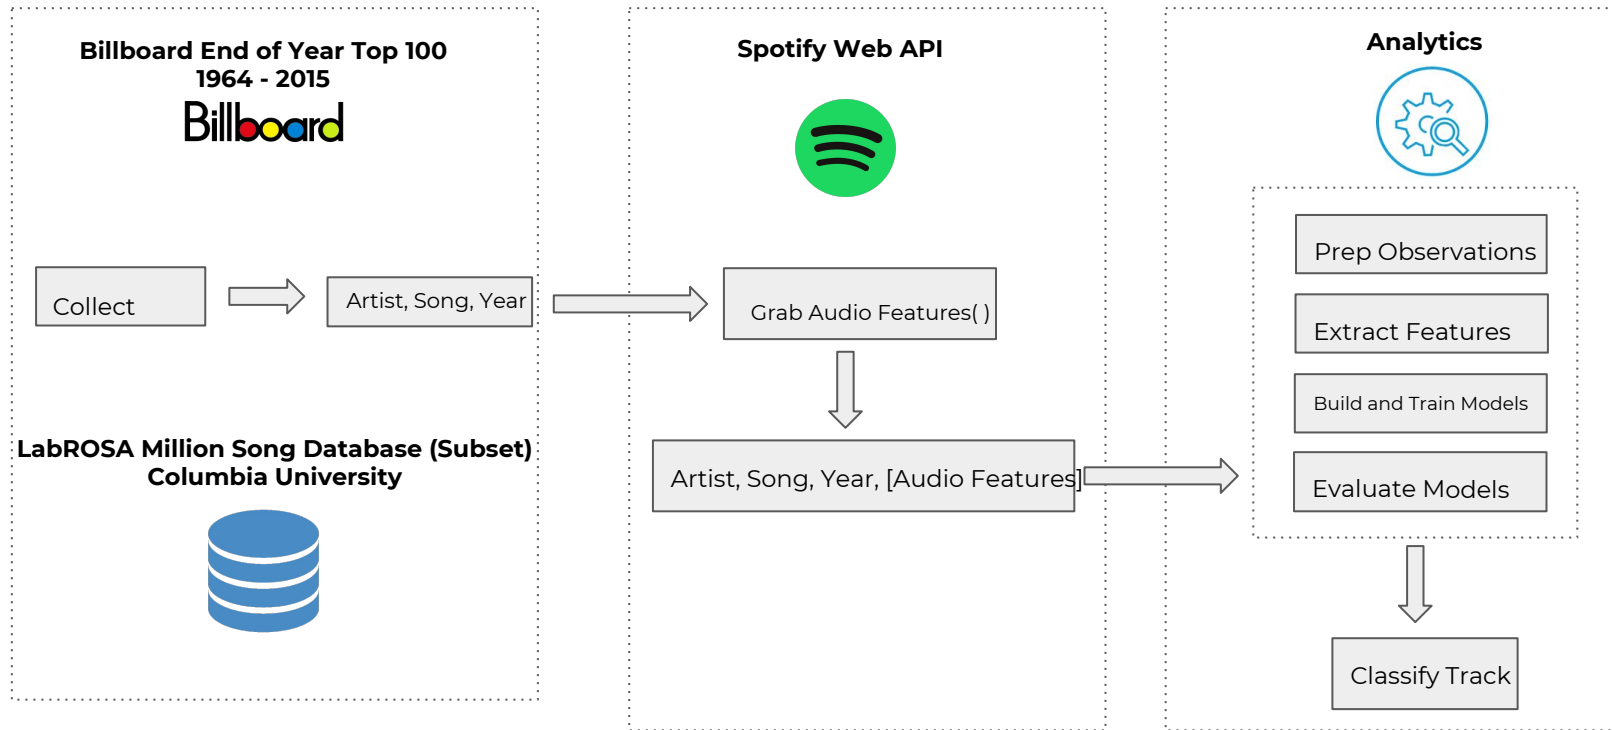 Billboard End of Year Top 100
1964 - 2015
Billboard
Collect
Artist, Song, Year
LabROSA Million Song Database (Subset)
Columbia University
Spotify Web API
Grab Audio Features( )
Artist, Song, Year, [Audio Features]
Analytics
Prep Observations
Extract Features
Build and Train Models
Evaluate Models
Classify Track